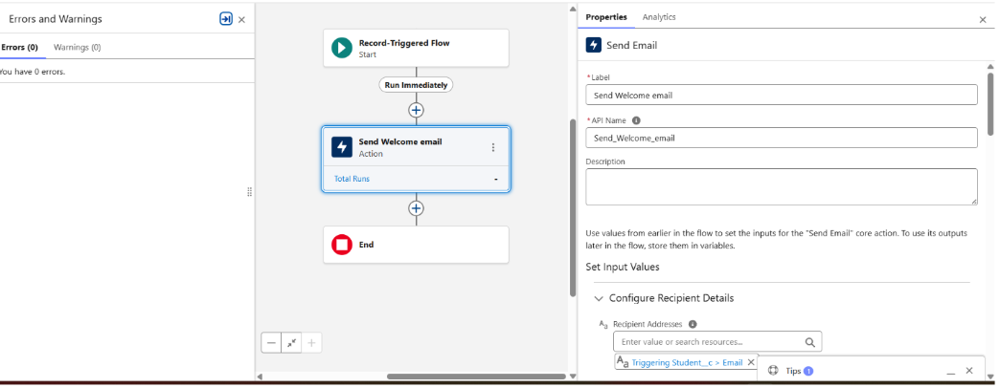 Errors and Warnings
Errors (0)
Warnings (0)
You have 0 errors.
Record-Triggered Flow
Start
Run Immediately
Send Welcome email
Action
Total Runs
-
End
Properties
Analytics
Send Email
*Label
Send Welcome email
*API Name
Send_Welcome_email
Description
Use values from earlier in the flow to set the inputs for the "Send Email" core action. To use its outputs
later in the flow, store them in variables.
Set Input Values
Configure Recipient Details
Aa Recipient Addresses
Enter value or search resources...
Aa Triggering Student__c > Email
Tips 1